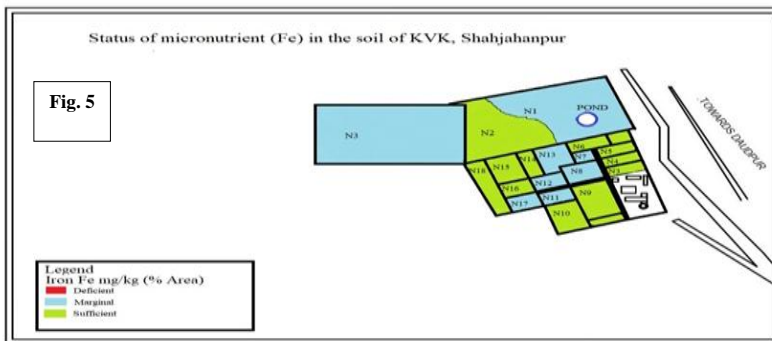 Status of micronutrient (Fe) in the soil of KVK, Shahjahanpur
Fig. 5
N1
POND
TOWARDS DAUDPUR
N3
N2
N6
N5
N4
N3
N7
N13
N14
N15
N18
N8
N12
N16
N9
N11
N17
N10
Legend
Iron Fe mg/kg (% Area)
Deficient
Marginal
Sufficient